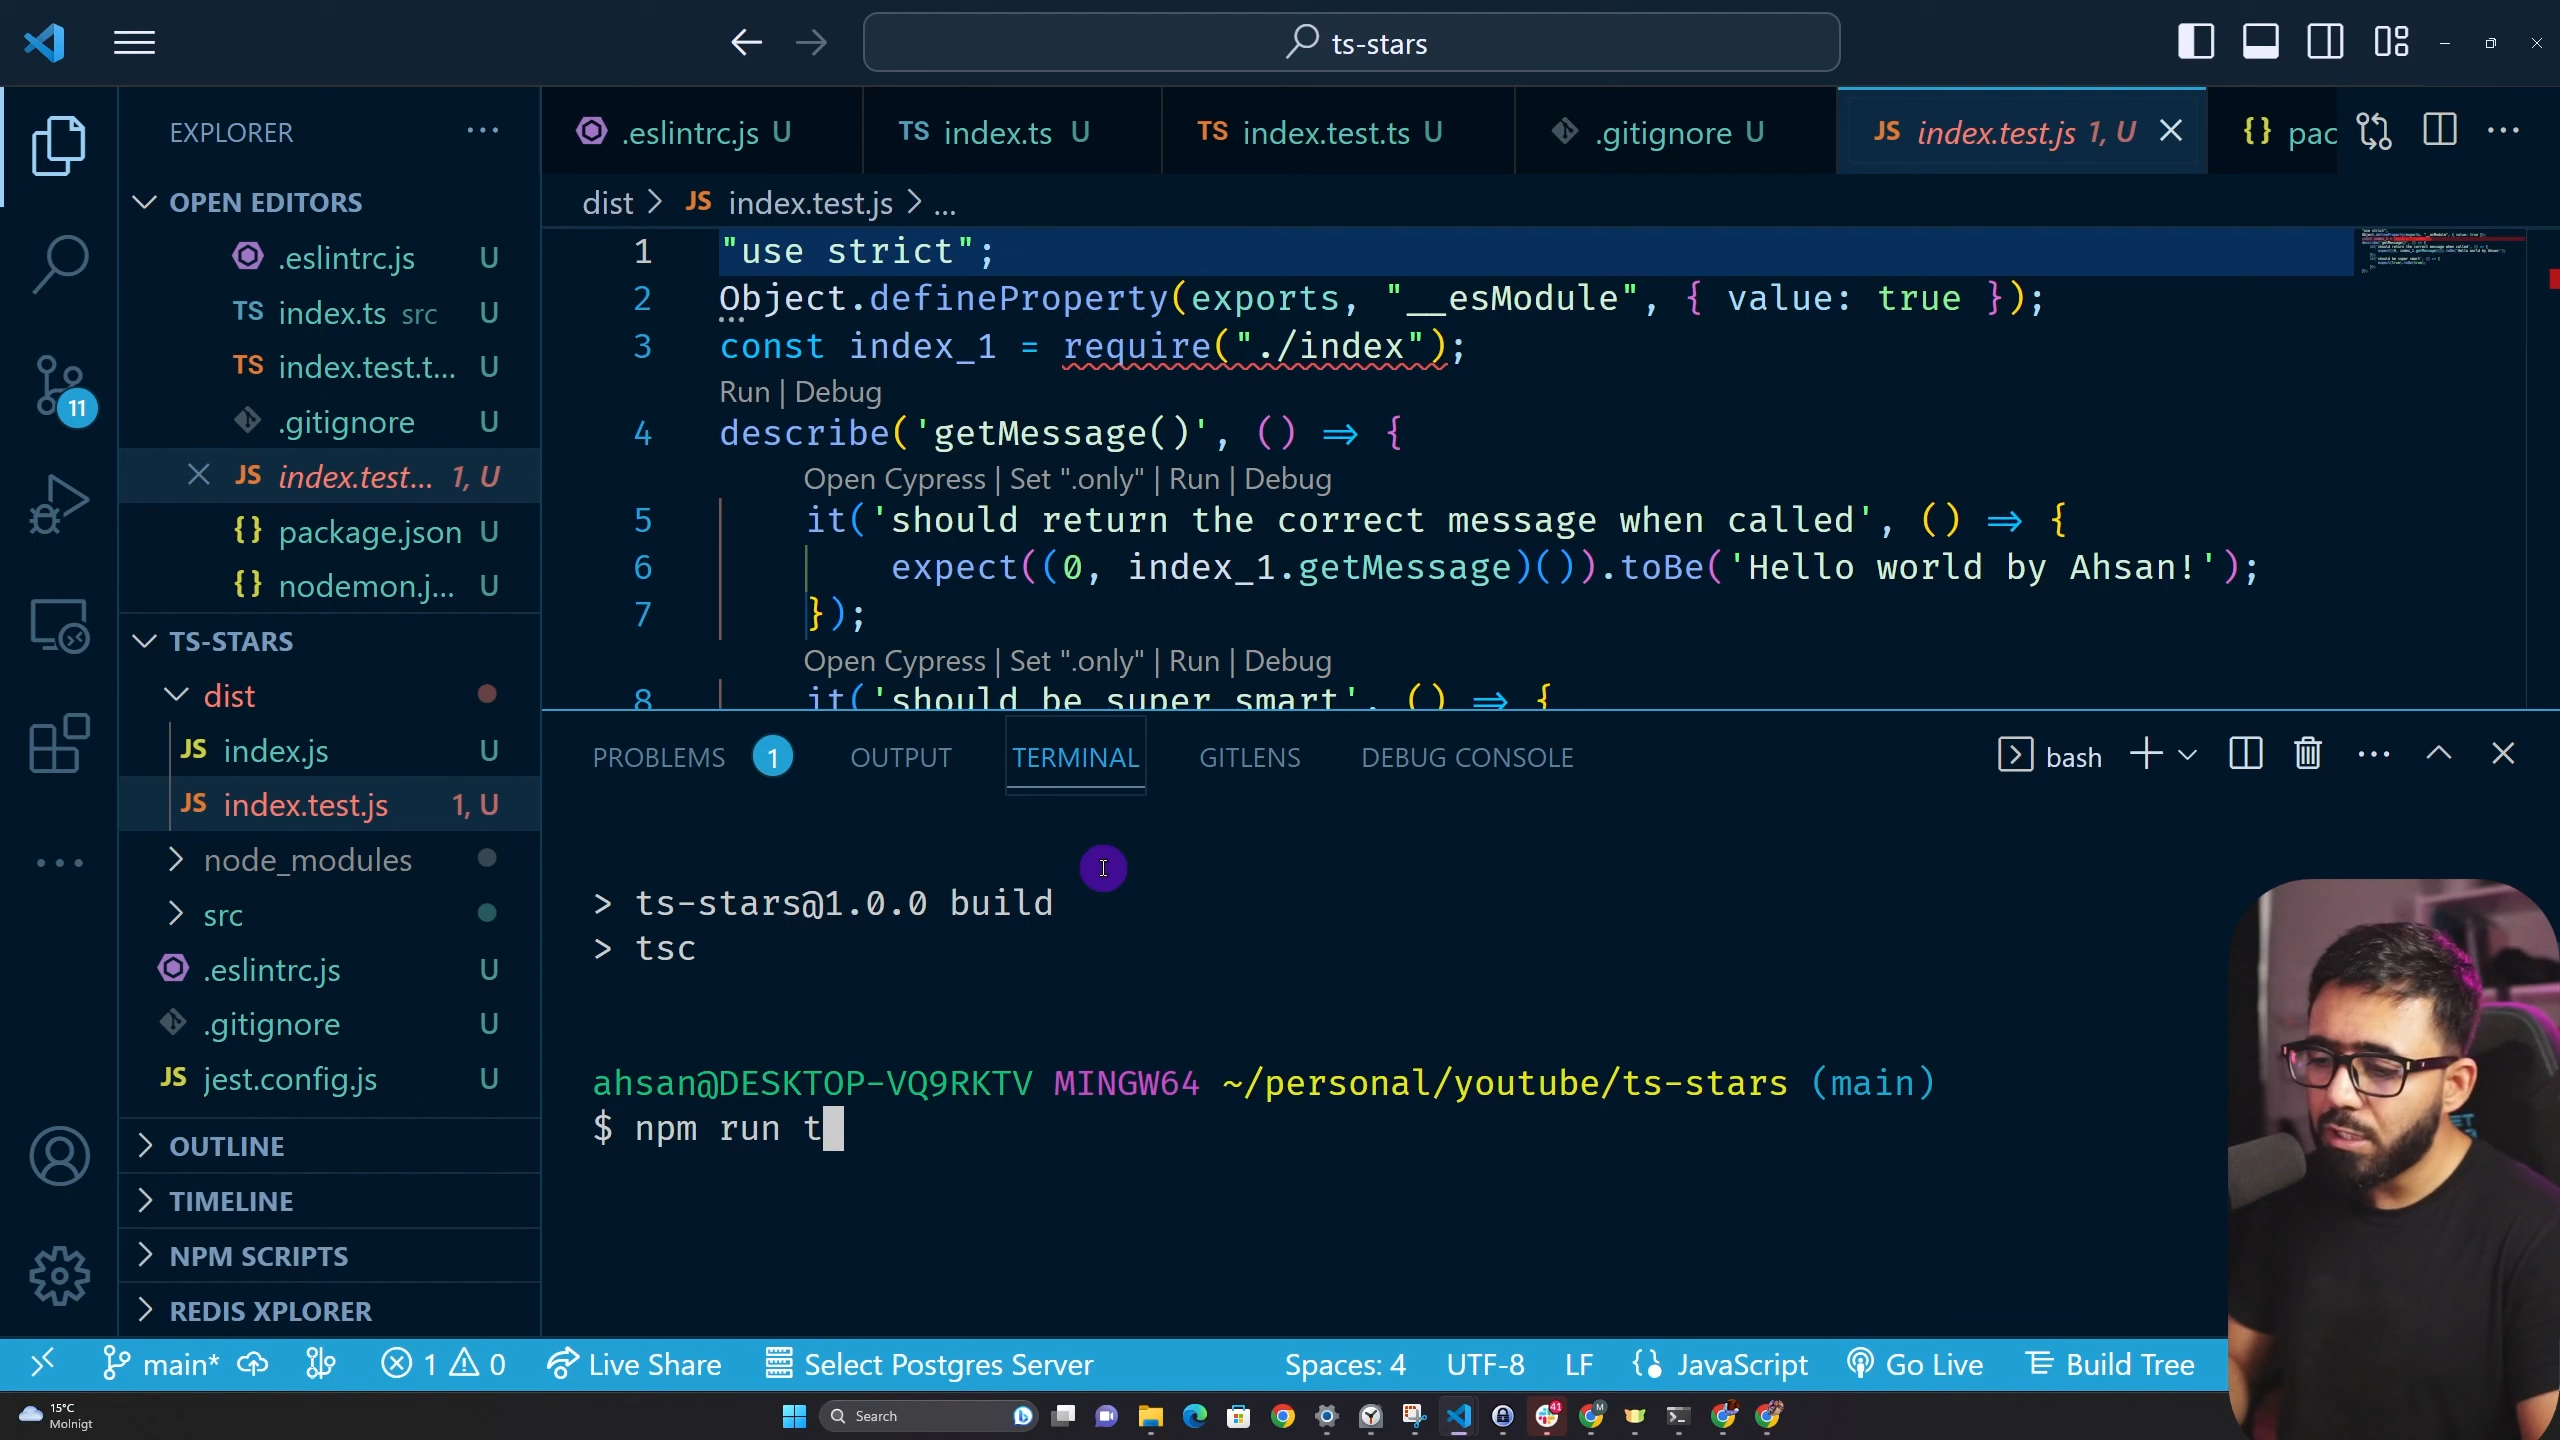 ts-stars
EXPLORER
OPEN EDITORS
.eslintrc.js U
index.ts src U
index.test.t... U
.gitignore U
index.test... 1, U
package.json U
nodemon.j... U
TS-STARS
dist
index.js U
index.test.js 1, U
node_modules
src
.eslintrc.js U
.gitignore U
jest.config.js U
OUTLINE
TIMELINE
NPM SCRIPTS
REDIS XPLORER
11
.eslintrc.js U
TS index.ts U
TS index.test.ts U
.gitignore U
JS index.test.js 1, U
{} pac
dist > JS index.test.js > ...
1 "use strict";
2 Object.defineProperty(exports, "__esModule", { value: true });
3 const index_1 = require("./index");
Run | Debug
4 describe('getMessage()', () ⇒ {
Open Cypress | Set ".only" | Run | Debug
5 it('should return the correct message when called', () ⇒ {
6 expect((0, index_1.getMessage)()).toBe('Hello world by Ahsan!');
7 });
Open Cypress | Set ".only" | Run | Debug
8 it('should be super smart', () ⇒ {
PROBLEMS 1 OUTPUT TERMINAL GITLENS DEBUG CONSOLE
bash
> ts-stars@1.0.0 build
> tsc
ahsan@DESKTOP-VQ9RKTV MINGW64 ~/personal/youtube/ts-stars (main)
$ npm run t
main* 1 0 Live Share Select Postgres Server Spaces: 4 UTF-8 LF JavaScript Go Live Build Tree
15°C
Molnigt
Search
41